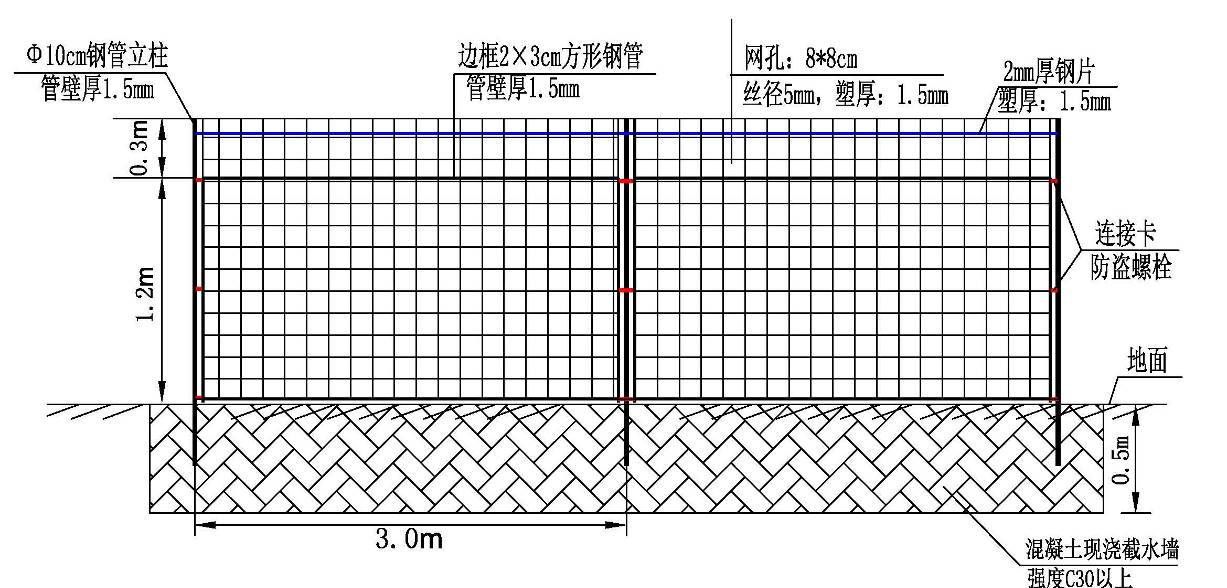 Φ10cm钢管立柱
管壁厚1.5mm
边框2×3cm方形钢管
管壁厚1.5mm
网孔：8*8cm
丝径5mm，塑厚：1.5mm
2mm厚钢片
塑厚：1.5mm
0.3m
1.2m
连接卡
防盗螺栓
地面
0.5m
3.0m
混凝土现浇截水墙
强度C30以上